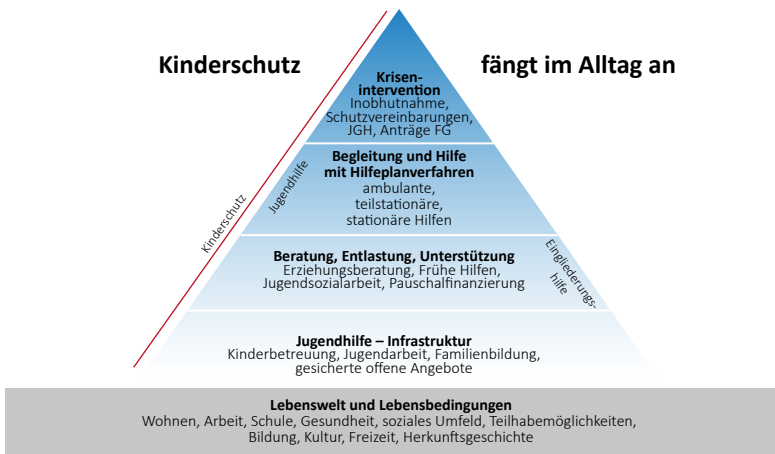 Kinderschutz fängt im Alltag an
Krisen-
intervention
Inobhutnahme,
Schutzvereinbarungen,
JGH, Anträge FG
Begleitung und Hilfe
mit Hilfeplanverfahren
ambulante,
teilstationäre,
stationäre Hilfen
Jugendhilfe
Kinderschutz
Beratung, Entlastung, Unterstützung
Erziehungsberatung, Frühe Hilfen,
Jugendsozialarbeit, Pauschalfinanzierung
Eingliederungs-
hilfe
Jugendhilfe – Infrastruktur
Kinderbetreuung, Jugendarbeit, Familienbildung,
gesicherte offene Angebote
Lebenswelt und Lebensbedingungen
Wohnen, Arbeit, Schule, Gesundheit, soziales Umfeld, Teilhabemöglichkeiten,
Bildung, Kultur, Freizeit, Herkunftsgeschichte